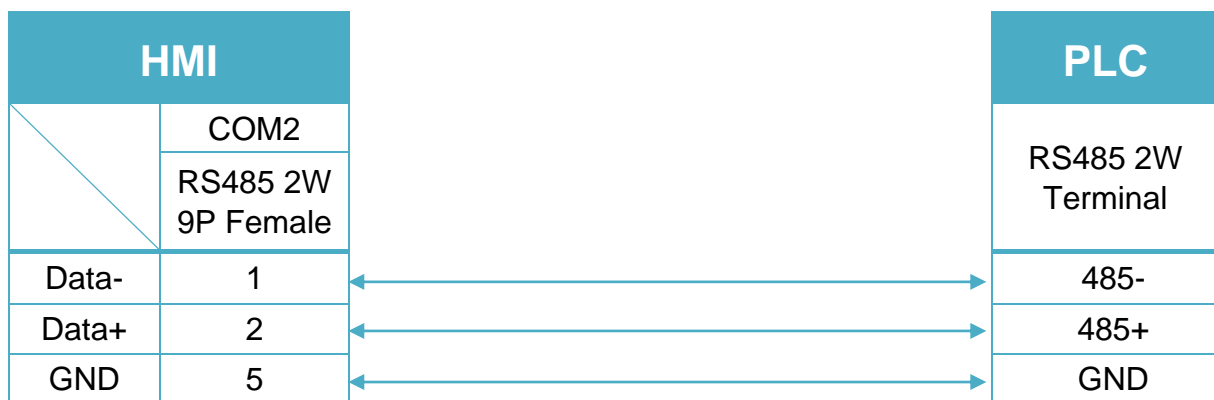 HMI
PLC
COM2
RS485 2W
9P Female
RS485 2W
Terminal
Data- 1 485-
Data+ 2 485+
GND 5 GND